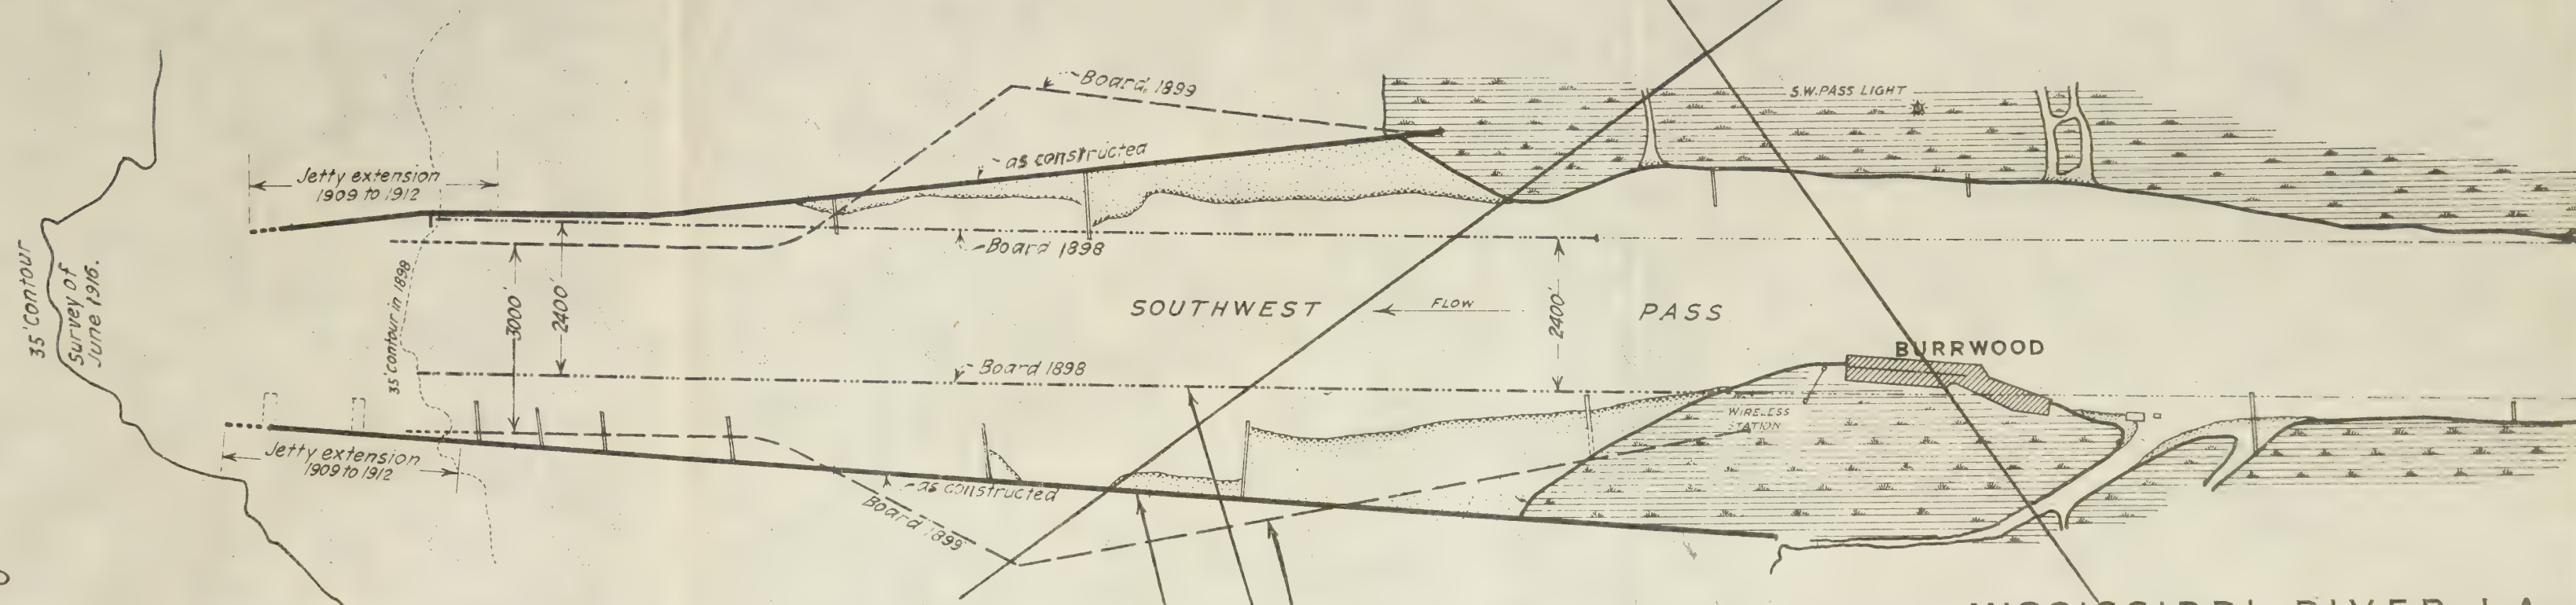 Board, 1899
S.W. PASS LIGHT
as constructed
Jetty extension
1909 to 1912
35' Contour
Survey of
June 1916.
35' contour in 1898
3000'
2400'
Board 1898
2400'
SOUTHWEST PASS
FLOW
BURRWOOD
Board 1898
WIRELESS
STATION
Jetty extension
1909 to 1912
as constructed
Board 1899